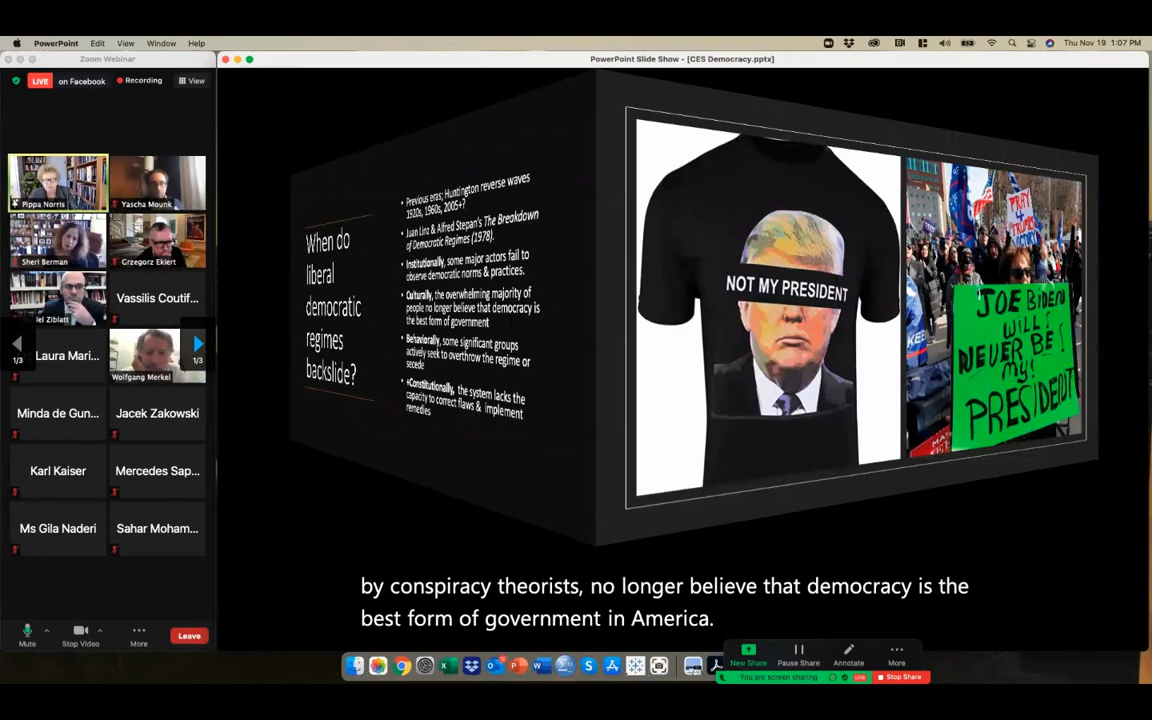 PowerPoint Edit View Window Help
Thu Nov 19 1:07 PM
Zoom Webinar
PowerPoint Slide Show - [CES Democracy.pptx]
LIVE on Facebook Recording View
Pippa Norris
Yascha Mounk
Sheri Berman
Grzegorz Ekiert
iel Ziblatt
Vassilis Coutif...
1/3
Laura Mari...
Wolfgang Merkel
1/3
Minda de Gun...
Jacek Zakowski
Karl Kaiser
Mercedes Sap...
Ms Gila Naderi
Sahar Moham...
Mute
Stop Video
More
Leave
When do
liberal
democratic
regimes
backslide?
• Previous eras; Huntington reverse waves
1920s, 1960s, 2005+?
• Juan Linz & Alfred Stepan's The Breakdown
of Democratic Regimes (1978).
• Institutionally, some major actors fail to
observe democratic norms & practices.
• Culturally, the overwhelming majority of
people no longer believe that democracy is
the best form of government
• Behaviorally, some significant groups
actively seek to overthrow the regime or
secede
• +Constitutionally, the system lacks the
capacity to correct flaws & implement
remedies
NOT MY PRESIDENT
PRAY
4
TRUMP
JOE BIDEN
WILL
NEVER BE
my!
PRESIDENT
by conspiracy theorists, no longer believe that democracy is the
best form of government in America.
New Share
Pause Share
Annotate
More
You are screen sharing
LIVE
Stop Share